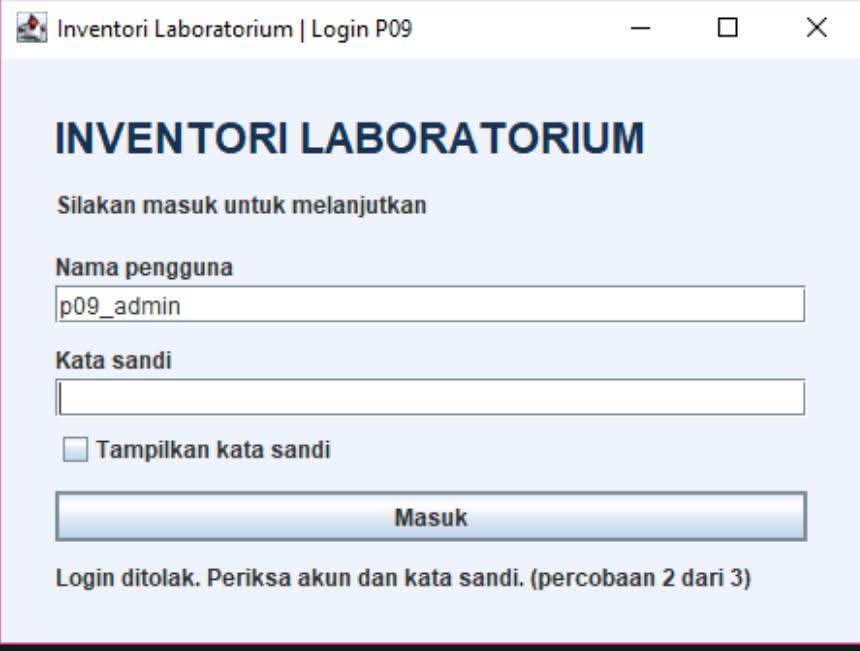 Inventori Laboratorium | Login P09
INVENTORI LABORATORIUM
Silakan masuk untuk melanjutkan
Nama pengguna
p09_admin
Kata sandi
Tampilkan kata sandi
Masuk
Login ditolak. Periksa akun dan kata sandi. (percobaan 2 dari 3)